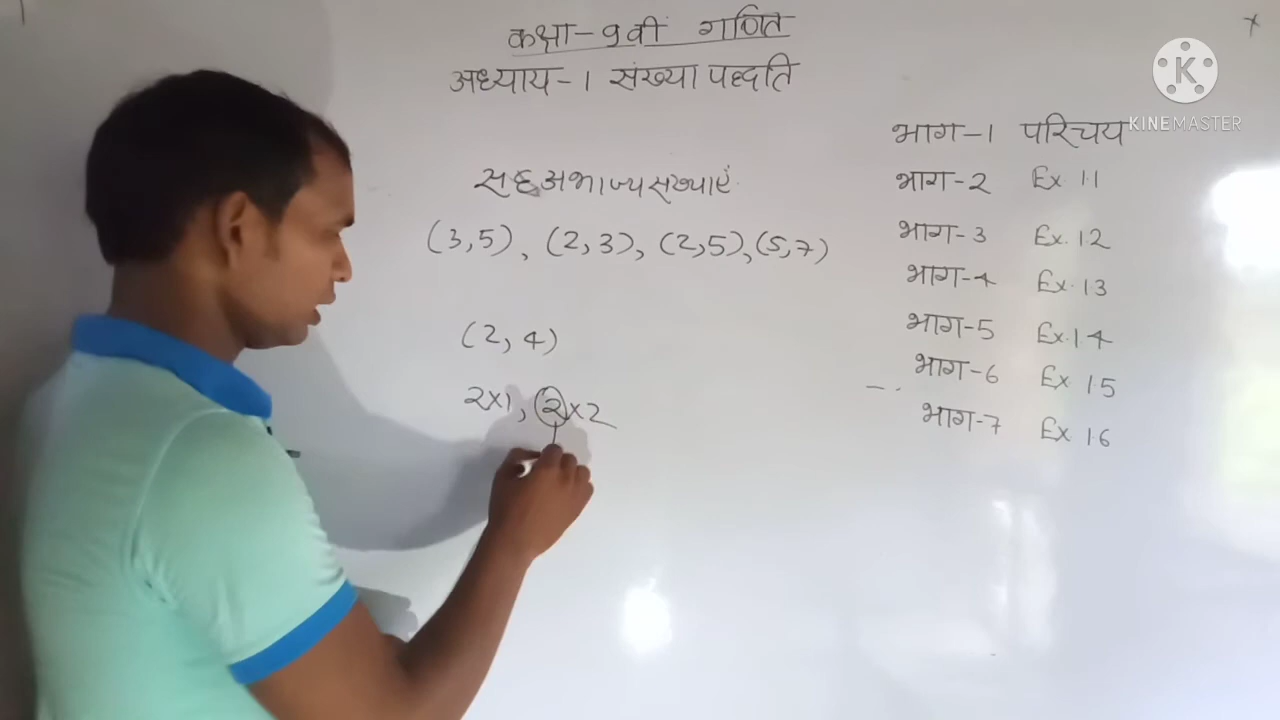 कक्षा-9वीं गणित
अध्याय-1 संख्या पद्धति
सह अभाज्य संख्याएं
(3,5), (2,3), (2,5), (5,7)
(2, 4)
2x1, 2x2
भाग-1 परिचय
भाग-2 Ex 1.1
भाग-3 Ex. 1.2
भाग-4 Ex. 1.3
भाग-5 Ex. 1.4
भाग-6 Ex 1.5
भाग-7 Ex 1.6
K
KINEMASTER